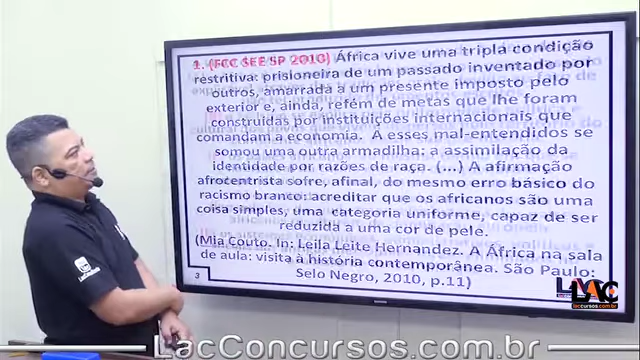 1. (FCC SEE SP 2010) África vive uma tripla condição
restritiva: prisioneira de um passado inventado por
outros, amarrada a um presente imposto pelo
exterior e, ainda, refém de metas que lhe foram
construídas por instituições internacionais que
comandam a economia. A esses mal-entendidos se
somou uma outra armadilha: a assimilação da
identidade por razões de raça. (...) A afirmação
afrocentrista sofre, afinal, do mesmo erro básico do
racismo branco: acreditar que os africanos são uma
coisa simples, uma categoria uniforme, capaz de ser
reduzida a uma cor de pele.
(Mia Couto. In: Leila Leite Hernandez. A África na sala
de aula: visita à história contemporânea. São Paulo:
Selo Negro, 2010, p.11)
3
LAC
laccursos.com.br
LacConcursos.com.br